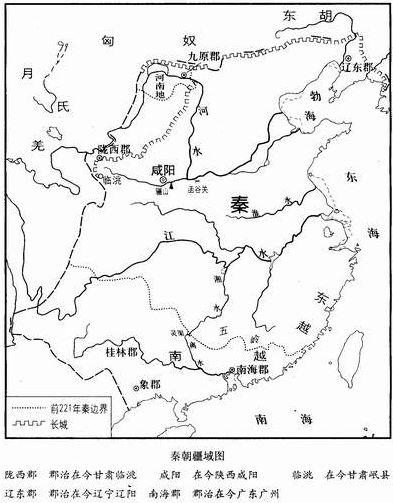 匈 奴
东 胡
月
氏
羌
九原郡
河
南
地
辽东郡
勃
海
河
水
陇西郡
临洮
咸阳
骊山
函谷关
秦
淮
水
东
海
江
水
湘
水
东
越
灵渠
五
岭
漓
水
桂林郡
南
越
南海郡
象郡
南 海
前221年秦边界
长城
秦朝疆域图
陇西郡 郡治在今甘肃临洮 咸阳 在今陕西咸阳 临洮 在今甘肃岷县
辽东郡 郡治在今辽宁辽阳 南海郡 郡治在今广东广州